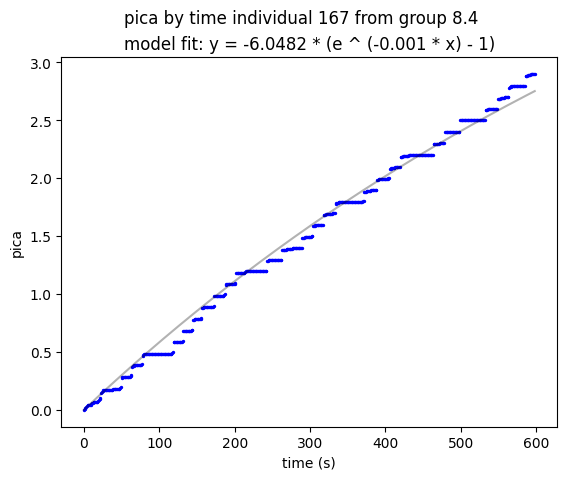 pica by time individual 167 from group 8.4
model fit: y = -6.0482 * (e ^ (-0.001 * x) - 1)
3.0
2.5
2.0
1.5
1.0
0.5
0.0
pica
0 100 200 300 400 500 600
time (s)